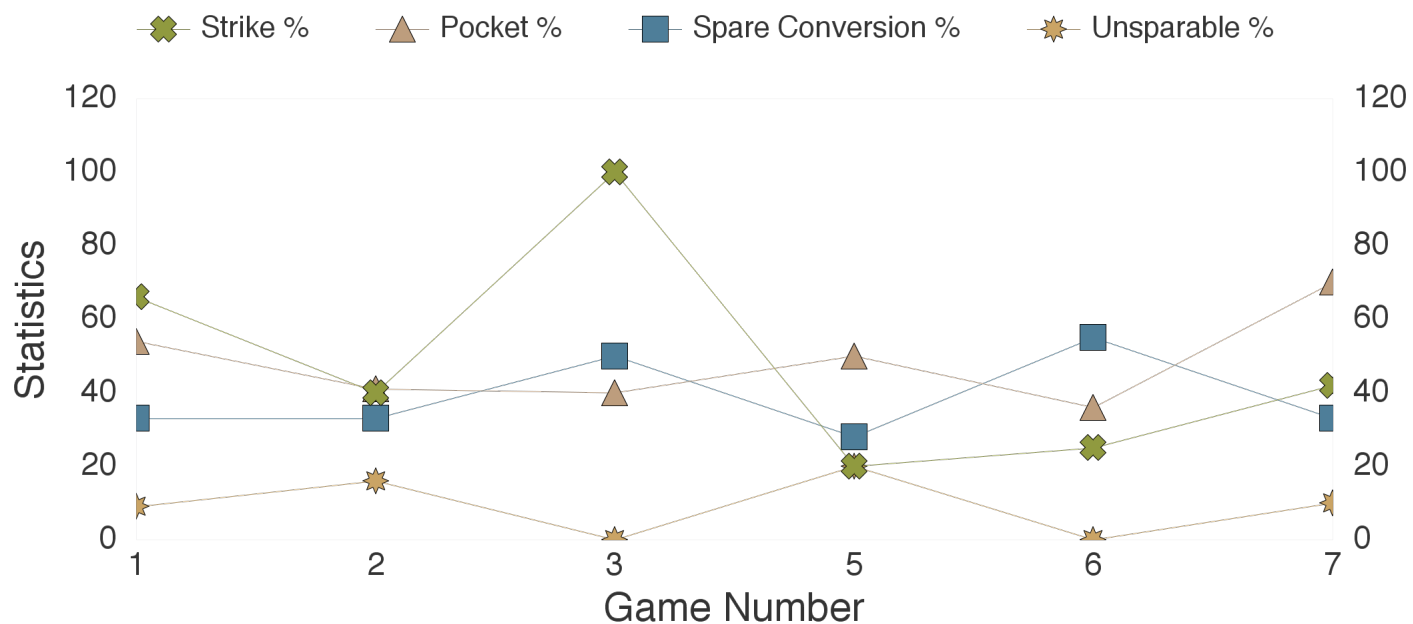 Strike % Pocket % Spare Conversion % Unsparable %
120 120
100 100
80 80
60 60
40 40
20 20
0 0
Statistics
1 2 3 5 6 7
Game Number